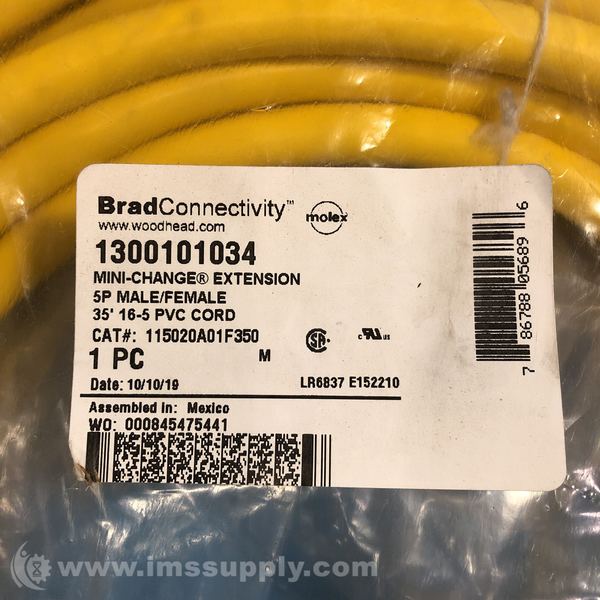 BradConnectivity™
www.woodhead.com
molex
1300101034
MINI-CHANGE® EXTENSION
5P MALE/FEMALE
35' 16-5 PVC CORD
CAT#: 115020A01F350
1 PC M
Date: 10/10/19
LR6837 E152210
Assembled in: Mexico
WO: 000845475441
7 86788 05689 6
www.imssupply.com